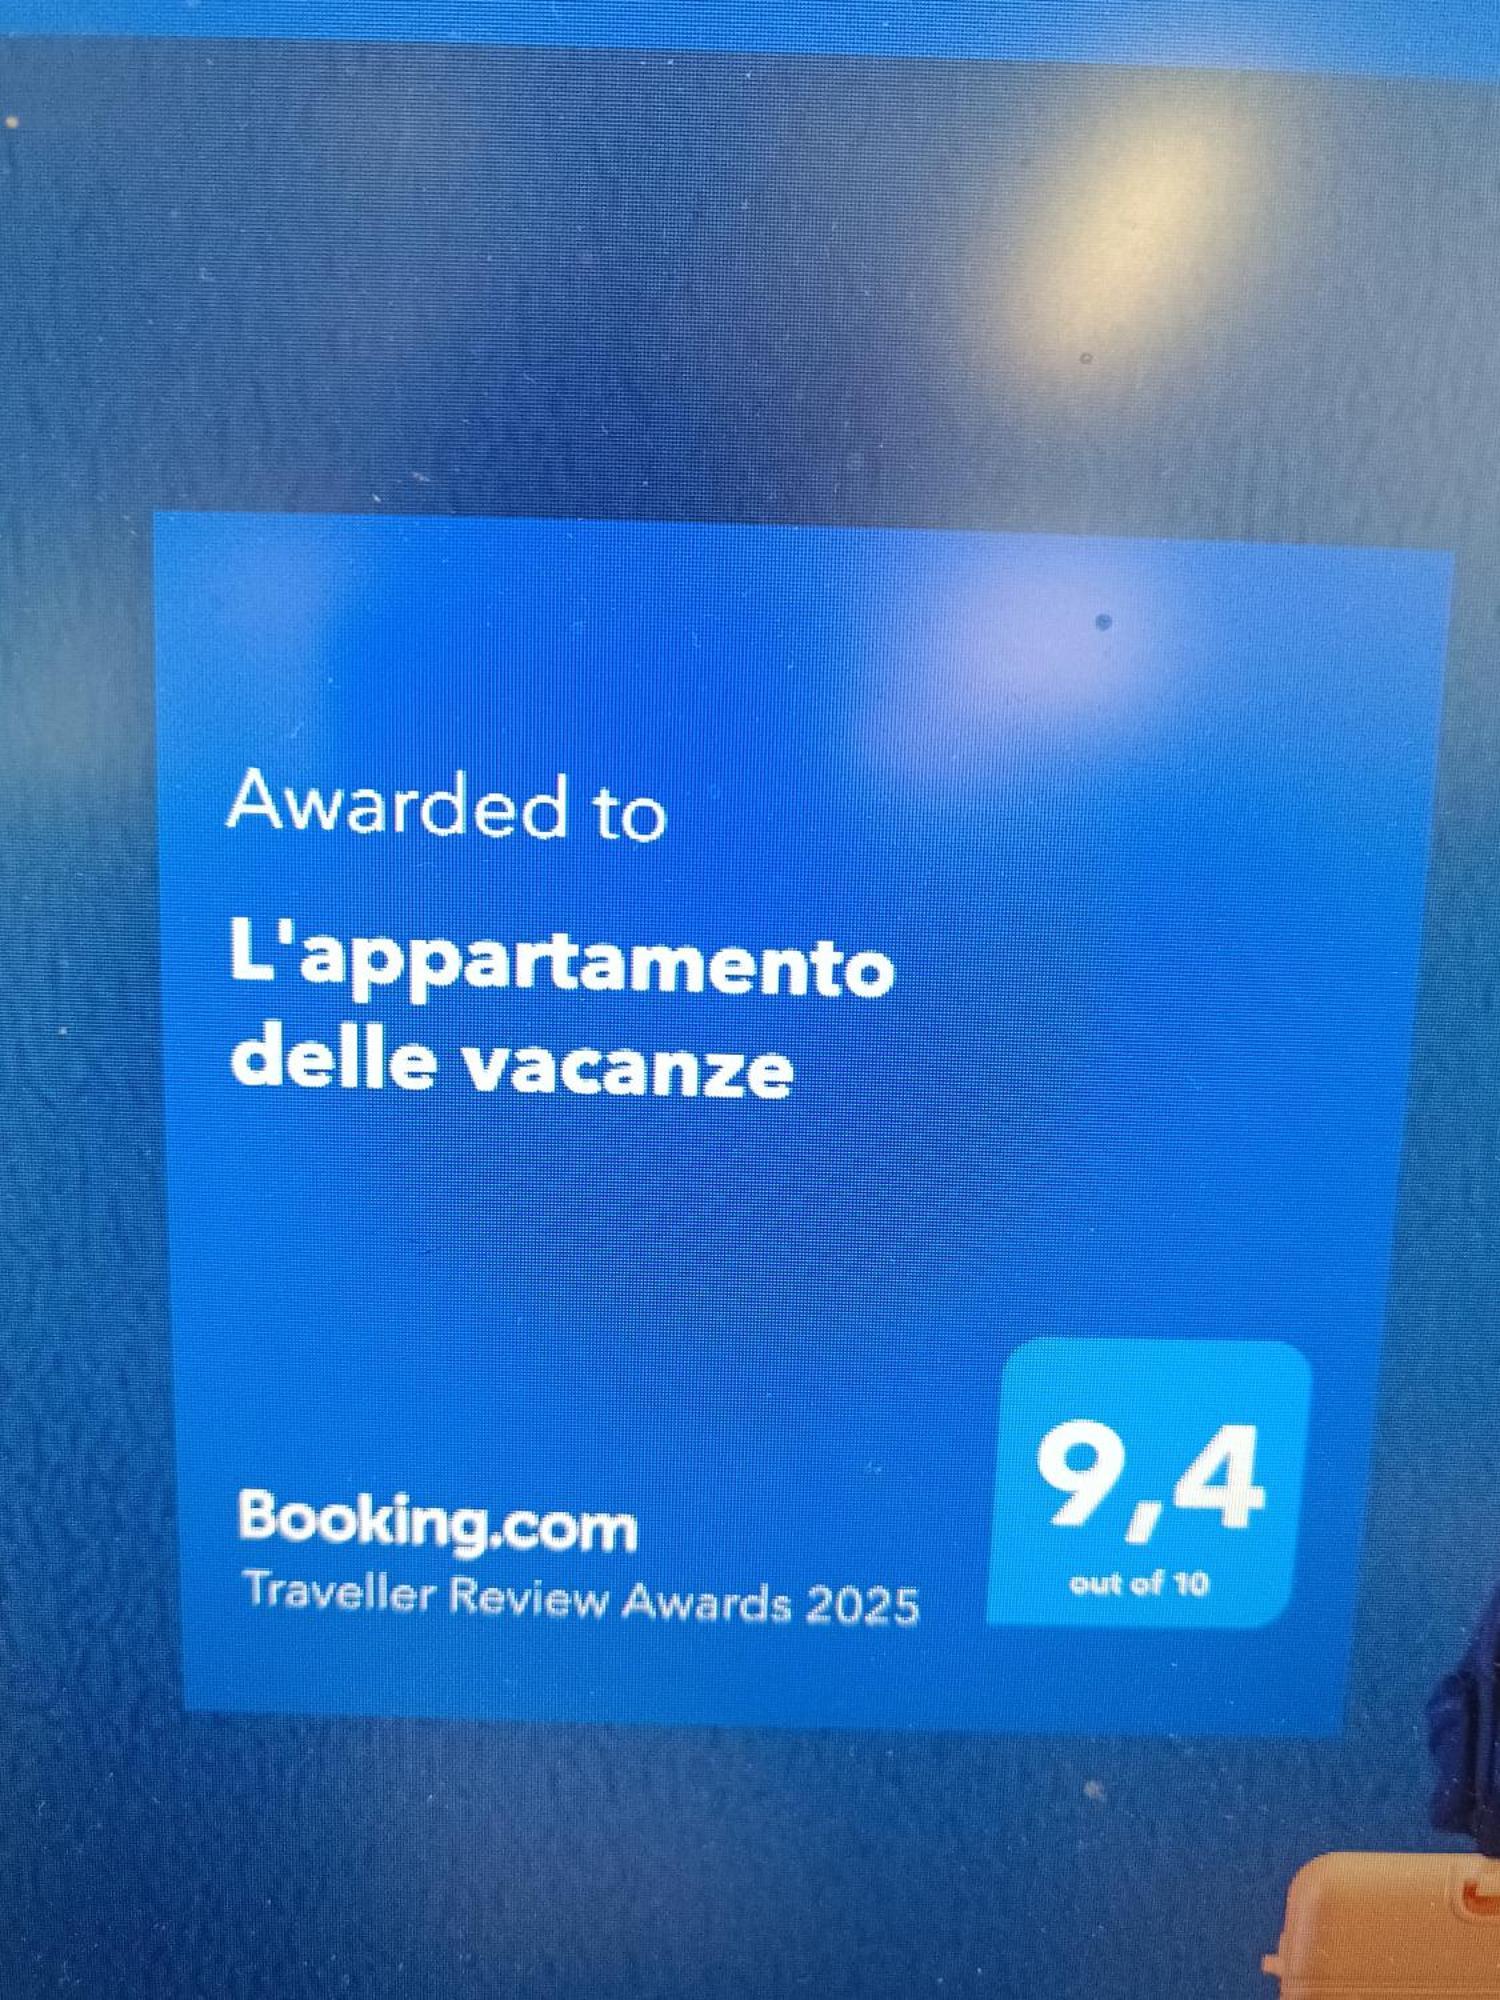 Awarded to
L'appartamento
delle vacanze
Booking.com
Traveller Review Awards 2025
9,4
out of 10